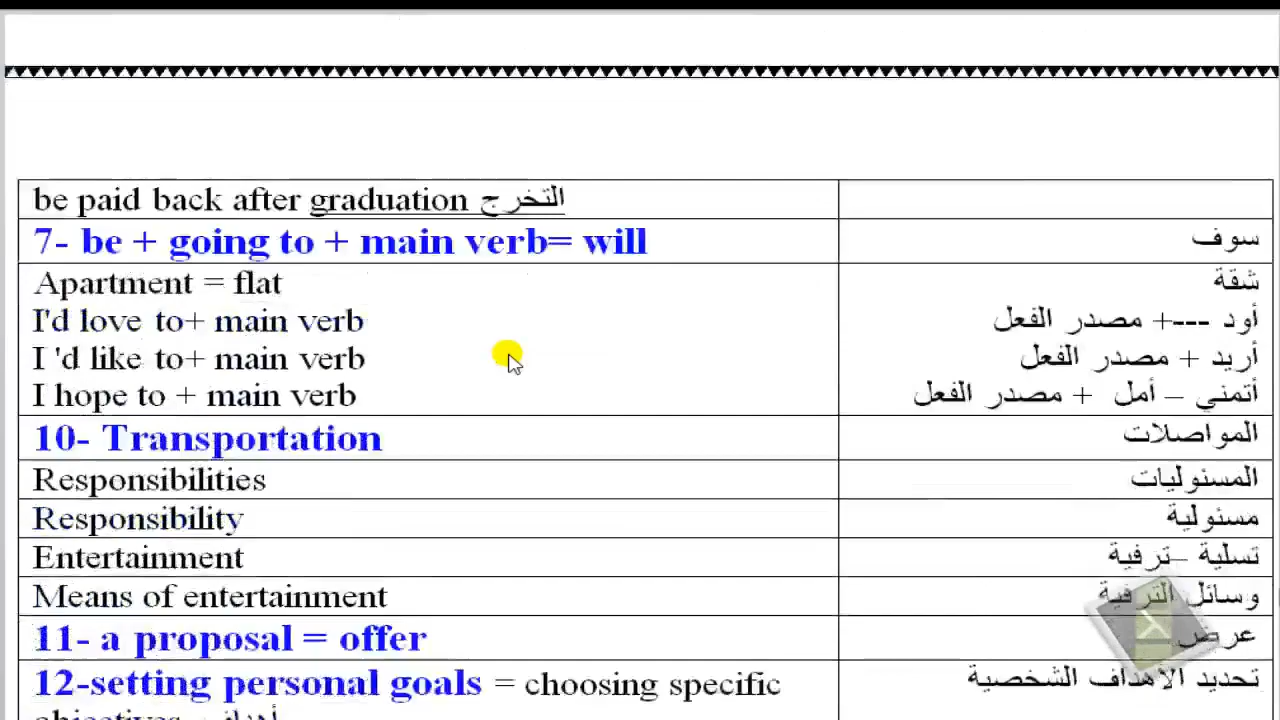 be paid back after graduation التخرج
7- be + going to + main verb= will سوف
Apartment = flat شقة
I'd love to+ main verb أود ---+ مصدر الفعل
I 'd like to+ main verb أريد + مصدر الفعل
I hope to + main verb أتمني – أمل + مصدر الفعل
10- Transportation المواصلات
Responsibilities المسئوليات
Responsibility مسئولية
Entertainment تسلية –ترفية
Means of entertainment وسائل الترفية
11- a proposal = offer عرض
12-setting personal goals = choosing specific تحديد الاهداف الشخصية